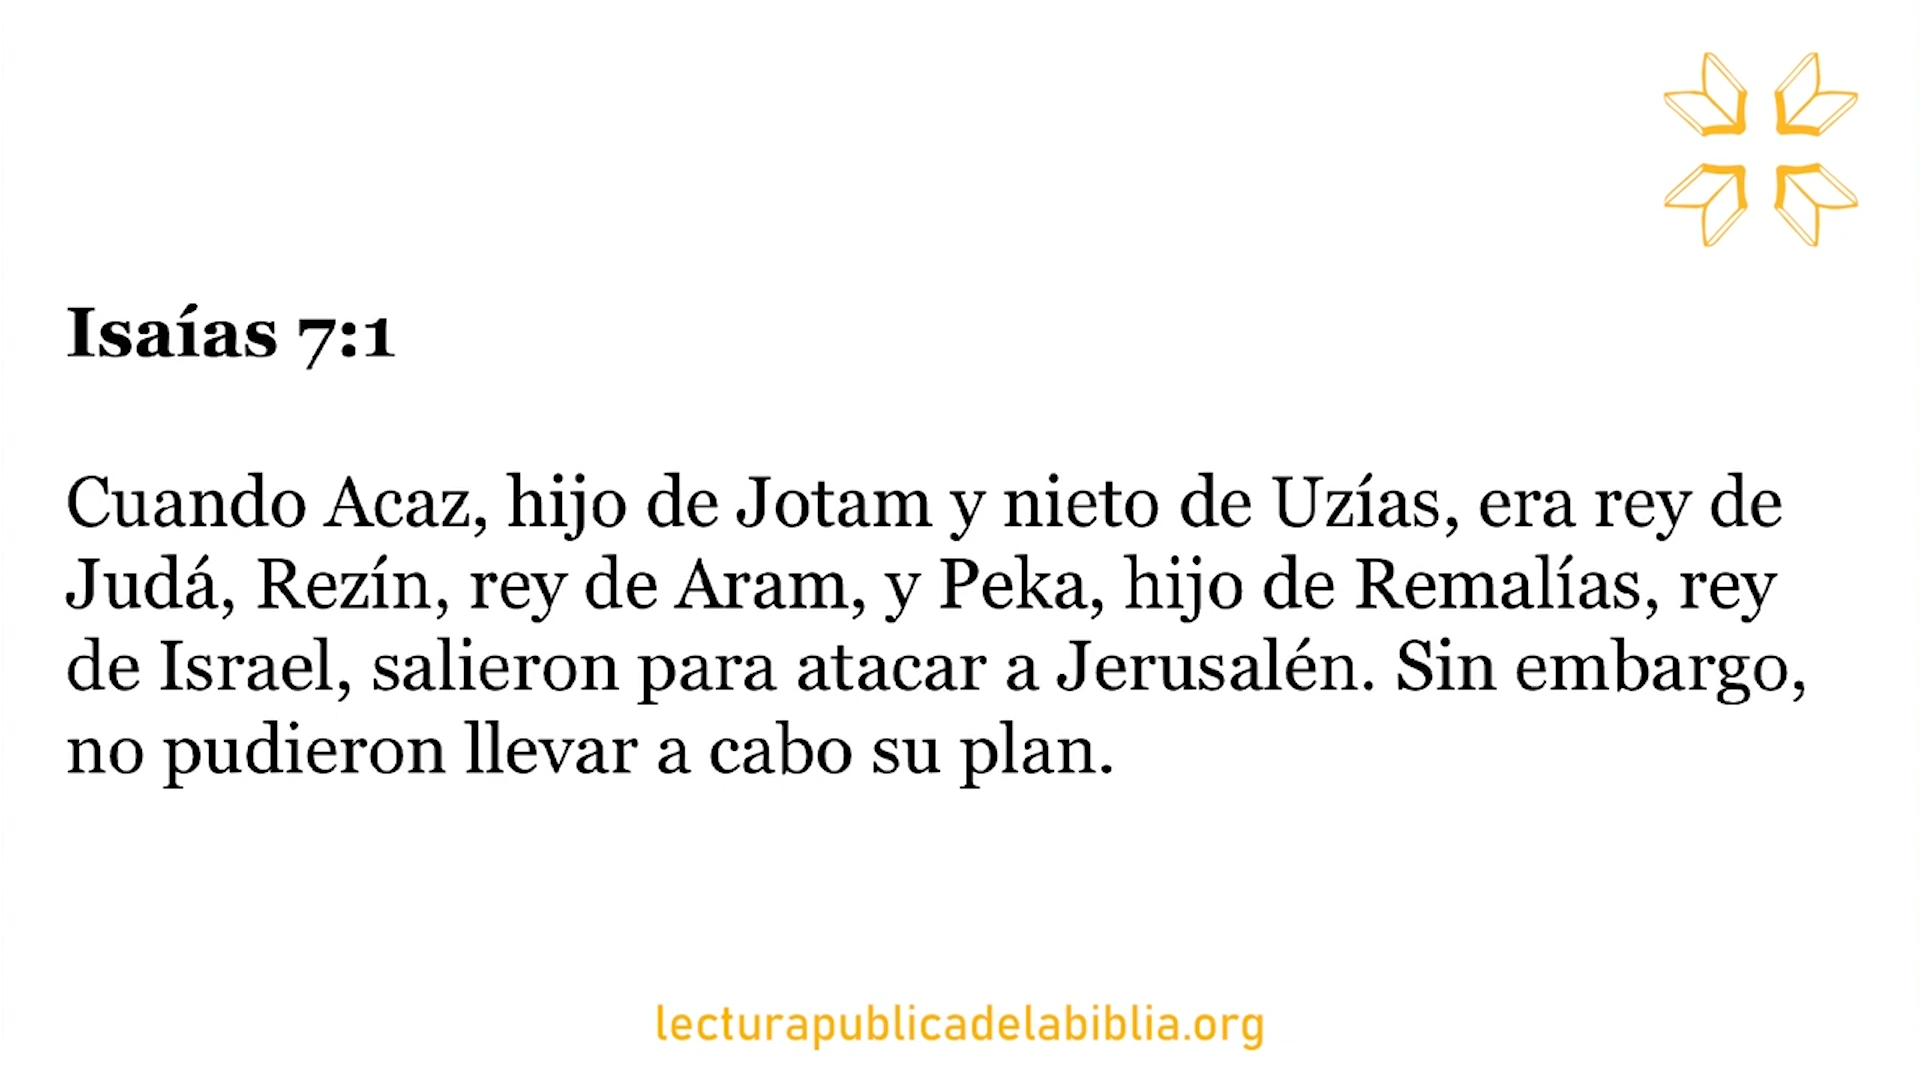 Isaías 7:1
Cuando Acaz, hijo de Jotam y nieto de Uzías, era rey de
Judá, Rezín, rey de Aram, y Peka, hijo de Remalías, rey
de Israel, salieron para atacar a Jerusalén. Sin embargo,
no pudieron llevar a cabo su plan.
lecturapublicadelabiblia.org